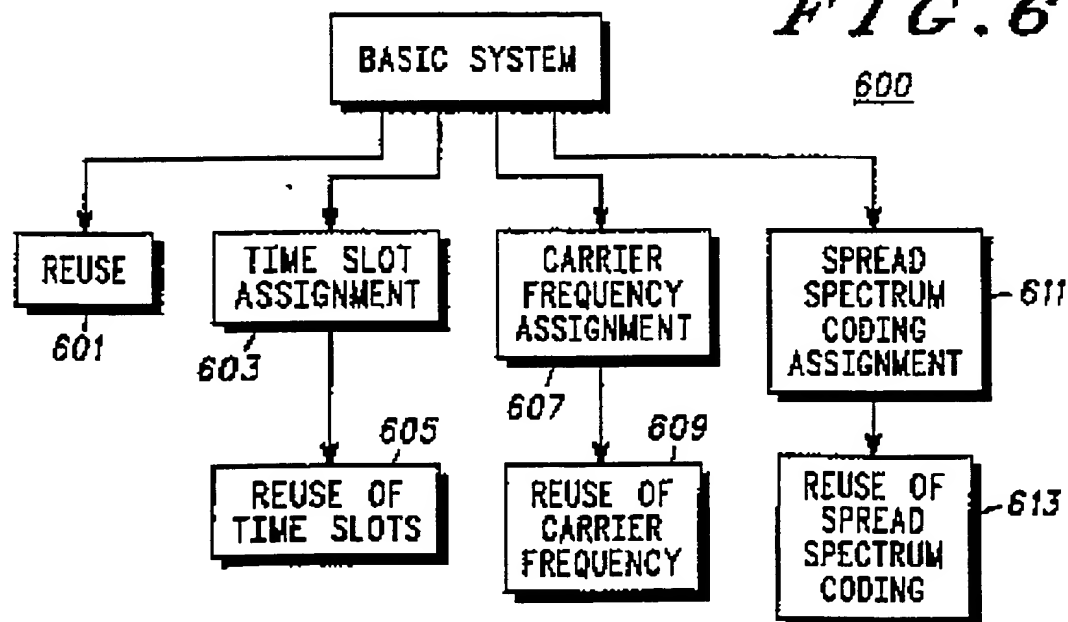 FIG.6
600
BASIC SYSTEM
REUSE
601
TIME SLOT
ASSIGNMENT
603
CARRIER
FREQUENCY
ASSIGNMENT
607
SPREAD
SPECTRUM
CODING
ASSIGNMENT
611
605
REUSE OF
TIME SLOTS
609
REUSE OF
CARRIER
FREQUENCY
REUSE OF
SPREAD
SPECTRUM
CODING
613